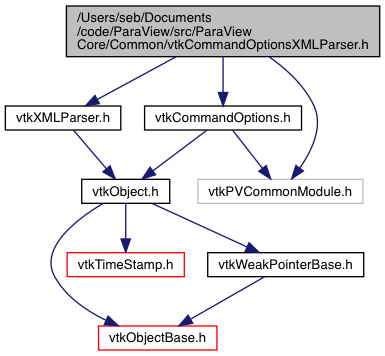 /Users/seb/Documents
/code/ParaView/src/ParaView
Core/Common/vtkCommandOptionsXMLParser.h
vtkXMLParser.h
vtkCommandOptions.h
vtkObject.h
vtkPVCommonModule.h
vtkTimeStamp.h
vtkWeakPointerBase.h
vtkObjectBase.h